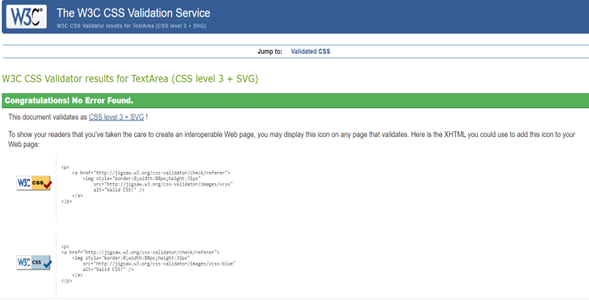 W3C®
The W3C CSS Validation Service
W3C CSS Validator results for TextArea (CSS level 3 + SVG)
Jump to: Validated CSS
W3C CSS Validator results for TextArea (CSS level 3 + SVG)
Congratulations! No Error Found.
This document validates as CSS level 3 + SVG !
To show your readers that you've taken the care to create an interoperable Web page, you may display this icon on any page that validates. Here is the XHTML you could use to add this icon to your
Web page:
W3C css
<p>
<a href="http://jigsaw.w3.org/css-validator/check/referer">
<img style="border:0;width:88px;height:31px"
src="http://jigsaw.w3.org/css-validator/images/vcss"
alt="Valid CSS!" />
</a>
</p>
W3C css
<p>
<a href="http://jigsaw.w3.org/css-validator/check/referer">
<img style="border:0;width:88px;height:31px"
src="http://jigsaw.w3.org/css-validator/images/vcss-blue"
alt="Valid CSS!" />
</a>
</p>